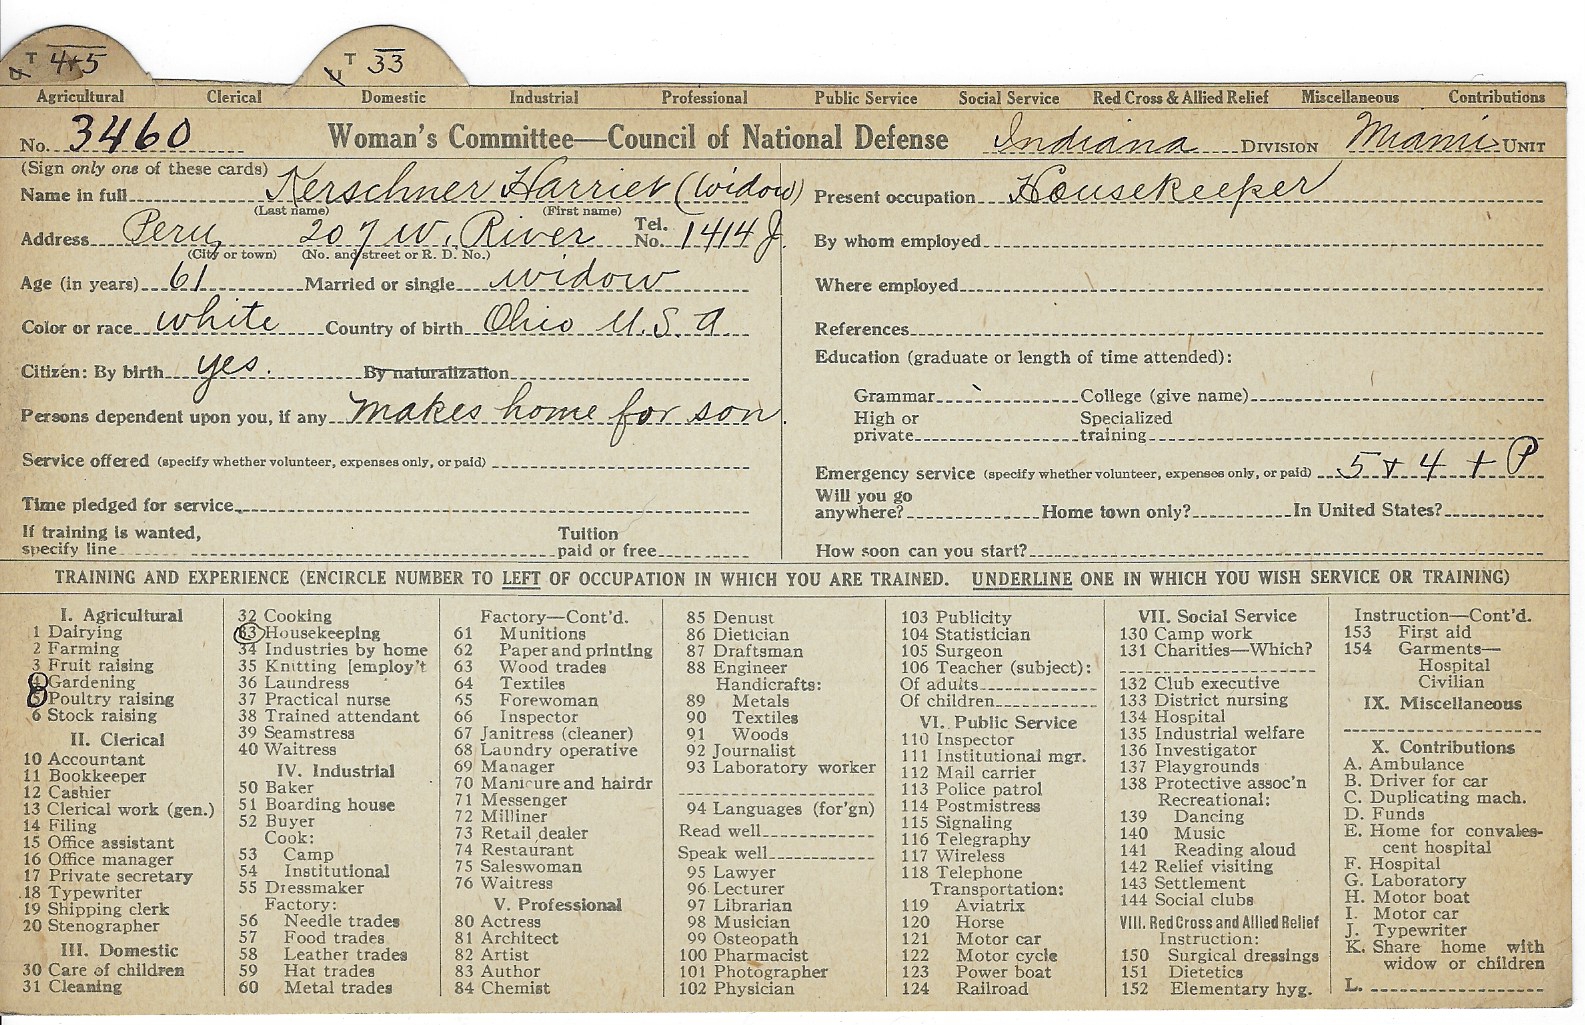 T 4+5 T 33
Agricultural Clerical Domestic Industrial Professional Public Service Social Service Red Cross & Allied Relief Miscellaneous Contributions
No. 3460 Woman's Committee—Council of National Defense Indiana DIVISION Miami UNIT
(Sign only one of these cards)
Name in full Kerschner Harriet (widow)
(Last name) (First name)
Address Peru 207 W. River Tel. No. 1414 J.
(City or town) (No. and street or R. D. No.)
Age (in years) 61 Married or single widow
Color or race white Country of birth Ohio U.S.A
Citizen: By birth yes. By naturalization
Persons dependent upon you, if any makes home for son.
Service offered (specify whether volunteer, expenses only, or paid)
Time pledged for service
If training is wanted, specify line Tuition paid or free
Present occupation Housekeeper
By whom employed
Where employed
References
Education (graduate or length of time attended):
Grammar College (give name)
High or private Specialized training
Emergency service (specify whether volunteer, expenses only, or paid) 5 + 4 + P
Will you go anywhere? Home town only? In United States?
How soon can you start?
TRAINING AND EXPERIENCE (ENCIRCLE NUMBER TO LEFT OF OCCUPATION IN WHICH YOU ARE TRAINED. UNDERLINE ONE IN WHICH YOU WISH SERVICE OR TRAINING)
I. Agricultural
1 Dairying
2 Farming
3 Fruit raising
4 Gardening
5 Poultry raising
6 Stock raising
II. Clerical
10 Accountant
11 Bookkeeper
12 Cashier
13 Clerical work (gen.)
14 Filing
15 Office assistant
16 Office manager
17 Private secretary
18 Typewriter
19 Shipping clerk
20 Stenographer
III. Domestic
30 Care of children
31 Cleaning
32 Cooking
33 Housekeeping
34 Industries by home
35 Knitting [employ't
36 Laundress
37 Practical nurse
38 Trained attendant
39 Seamstress
40 Waitress
IV. Industrial
50 Baker
51 Boarding house
52 Buyer
Cook:
53 Camp
54 Institutional
55 Dressmaker
Factory:
56 Needle trades
57 Food trades
58 Leather trades
59 Hat trades
60 Metal trades
Factory—Cont'd.
61 Munitions
62 Paper and printing
63 Wood trades
64 Textiles
65 Forewoman
66 Inspector
67 Janitress (cleaner)
68 Laundry operative
69 Manager
70 Manicure and hairdr
71 Messenger
72 Milliner
73 Retail dealer
74 Restaurant
75 Saleswoman
76 Waitress
V. Professional
80 Actress
81 Architect
82 Artist
83 Author
84 Chemist
85 Dentist
86 Dietician
87 Draftsman
88 Engineer
Handicrafts:
89 Metals
90 Textiles
91 Woods
92 Journalist
93 Laboratory worker
94 Languages (for'gn)
Read well
Speak well
95 Lawyer
96 Lecturer
97 Librarian
98 Musician
99 Osteopath
100 Pharmacist
101 Photographer
102 Physician
103 Publicity
104 Statistician
105 Surgeon
106 Teacher (subject):
Of adults
Of children
VI. Public Service
110 Inspector
111 Institutional mgr.
112 Mail carrier
113 Police patrol
114 Postmistress
115 Signaling
116 Telegraphy
117 Wireless
118 Telephone
Transportation:
119 Aviatrix
120 Horse
121 Motor car
122 Motor cycle
123 Power boat
124 Railroad
VII. Social Service
130 Camp work
131 Charities—Which?
132 Club executive
133 District nursing
134 Hospital
135 Industrial welfare
136 Investigator
137 Playgrounds
138 Protective assoc'n
Recreational:
139 Dancing
140 Music
141 Reading aloud
142 Relief visiting
143 Settlement
144 Social clubs
VIII. Red Cross and Allied Relief
Instruction:
150 Surgical dressings
151 Dietetics
152 Elementary hyg.
Instruction—Cont'd.
153 First aid
154 Garments—
Hospital
Civilian
IX. Miscellaneous
X. Contributions
A. Ambulance
B. Driver for car
C. Duplicating mach.
D. Funds
E. Home for convales-
cent hospital
F. Hospital
G. Laboratory
H. Motor boat
I. Motor car
J. Typewriter
K. Share home with
widow or children
L.